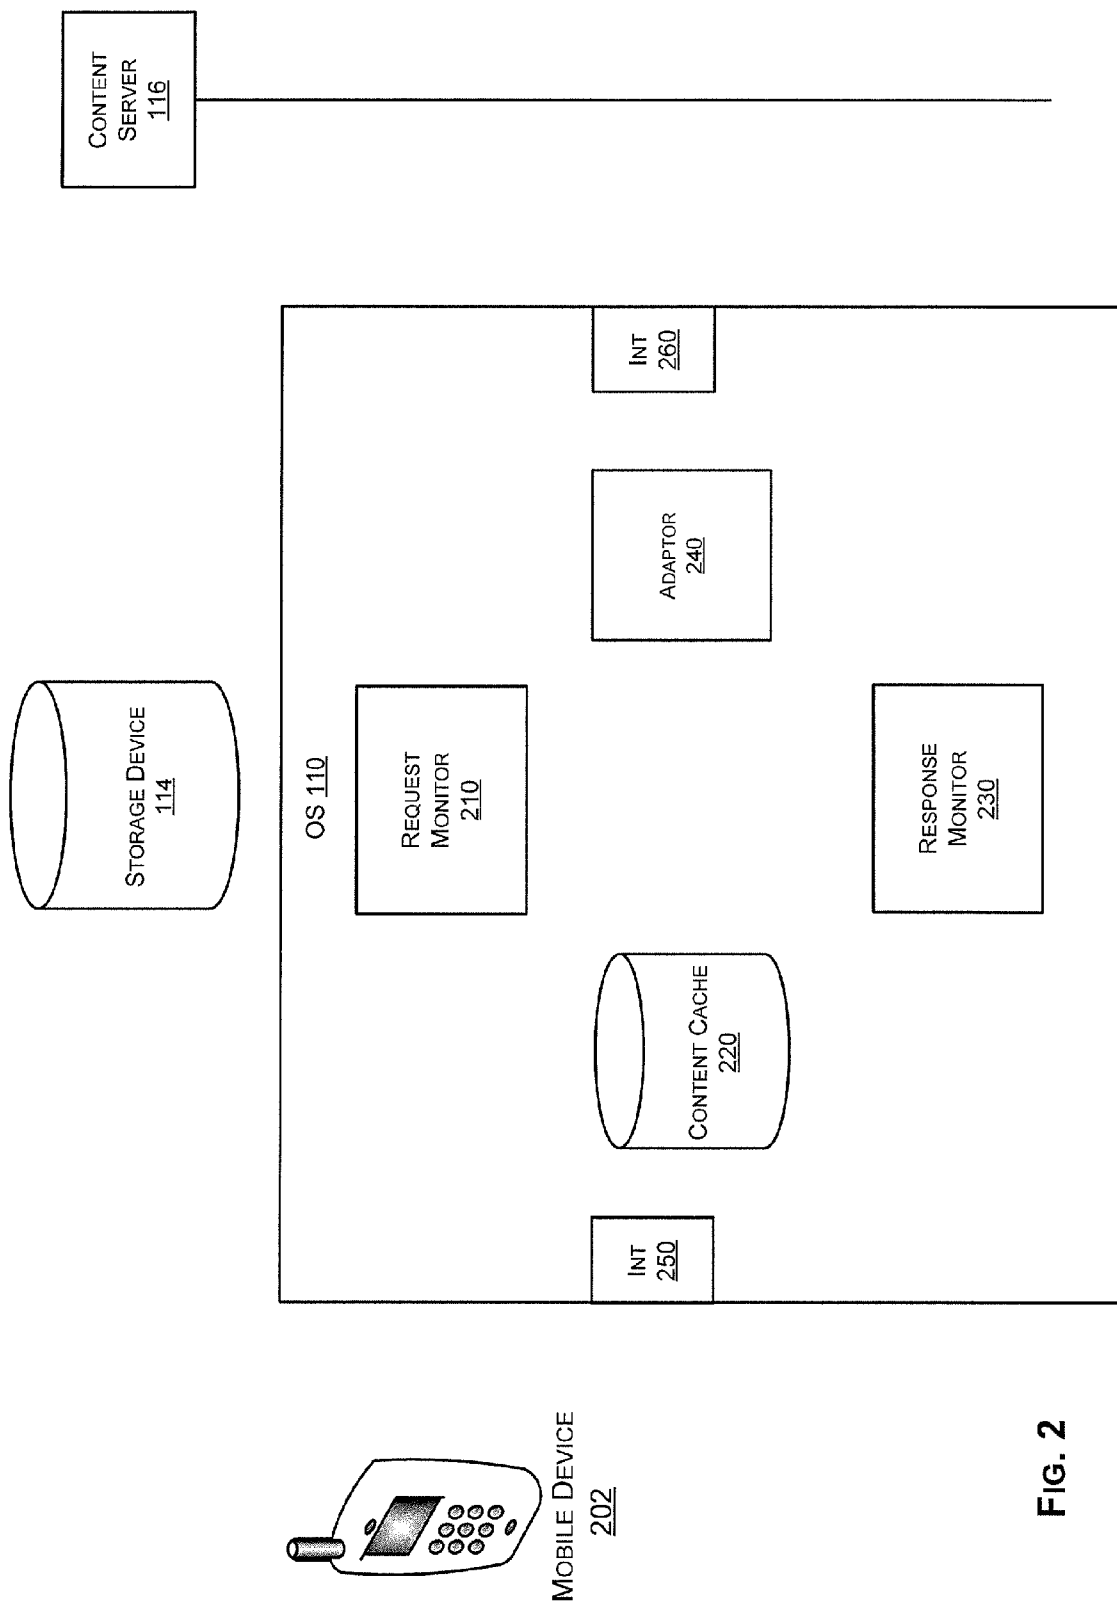 STORAGE DEVICE
114
CONTENT
SERVER
116
OS 110
REQUEST
MONITOR
210
MOBILE DEVICE
202
INT
250
CONTENT CACHE
220
ADAPTOR
240
INT
260
RESPONSE
MONITOR
230
FIG. 2